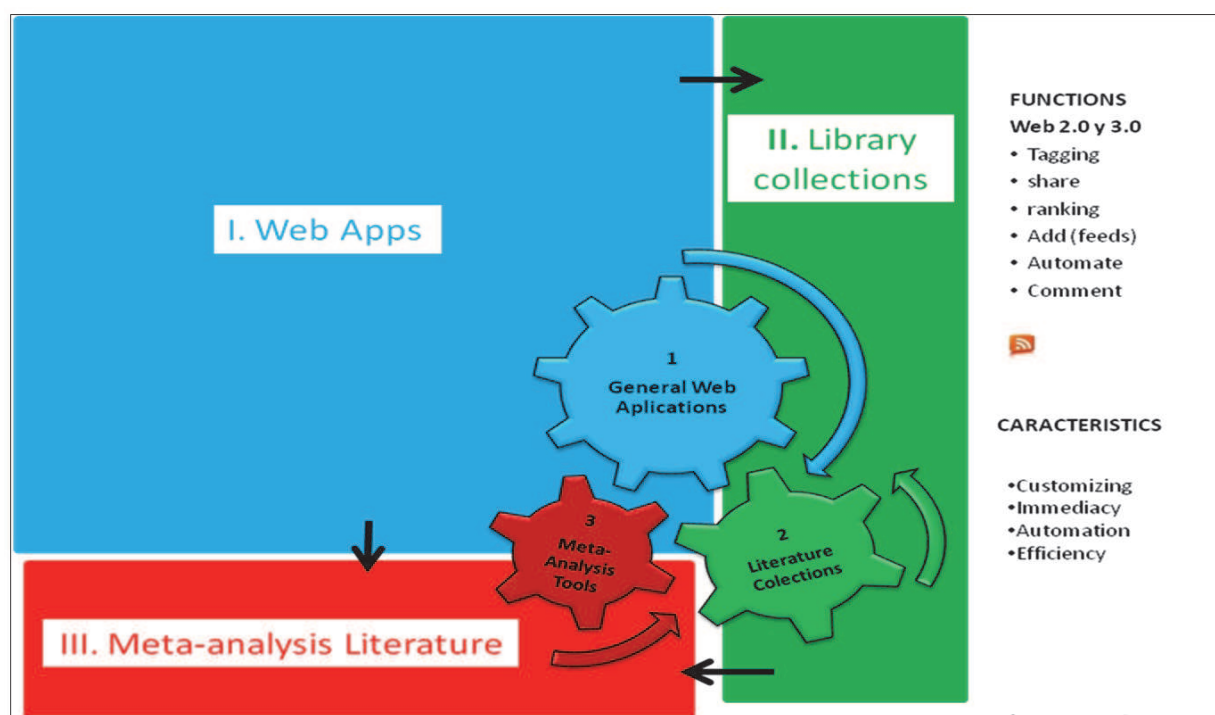 I. Web Apps
II. Library
collections
III. Meta-analysis Literature
1
General Web
Aplications
2
Literature
Colections
3
Meta-
Analysis
Tools
FUNCTIONS
Web 2.0 y 3.0
• Tagging
• share
• ranking
• Add (feeds)
• Automate
• Comment
CARACTERISTICS
•Customizing
•Immediacy
•Automation
•Efficiency